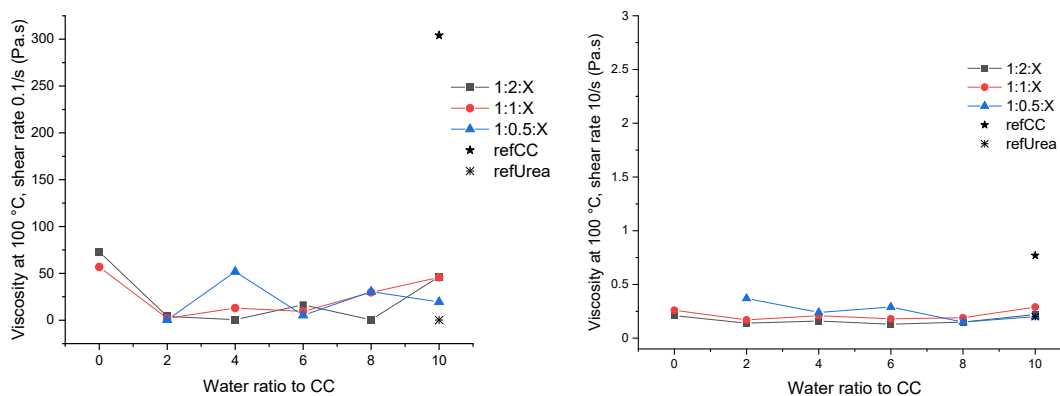 Viscosity at 100 °C, shear rate 0.1/s (Pa.s)
300
250
200
150
100
50
0
0 2 4 6 8 10
Water ratio to CC
1:2:X
1:1:X
1:0.5:X
refCC
refUrea
Viscosity at 100 °C, shear rate 10/s (Pa.s)
3
2.5
2
1.5
1
0.5
0
0 2 4 6 8 10
Water ratio to CC
1:2:X
1:1:X
1:0.5:X
refCC
refUrea